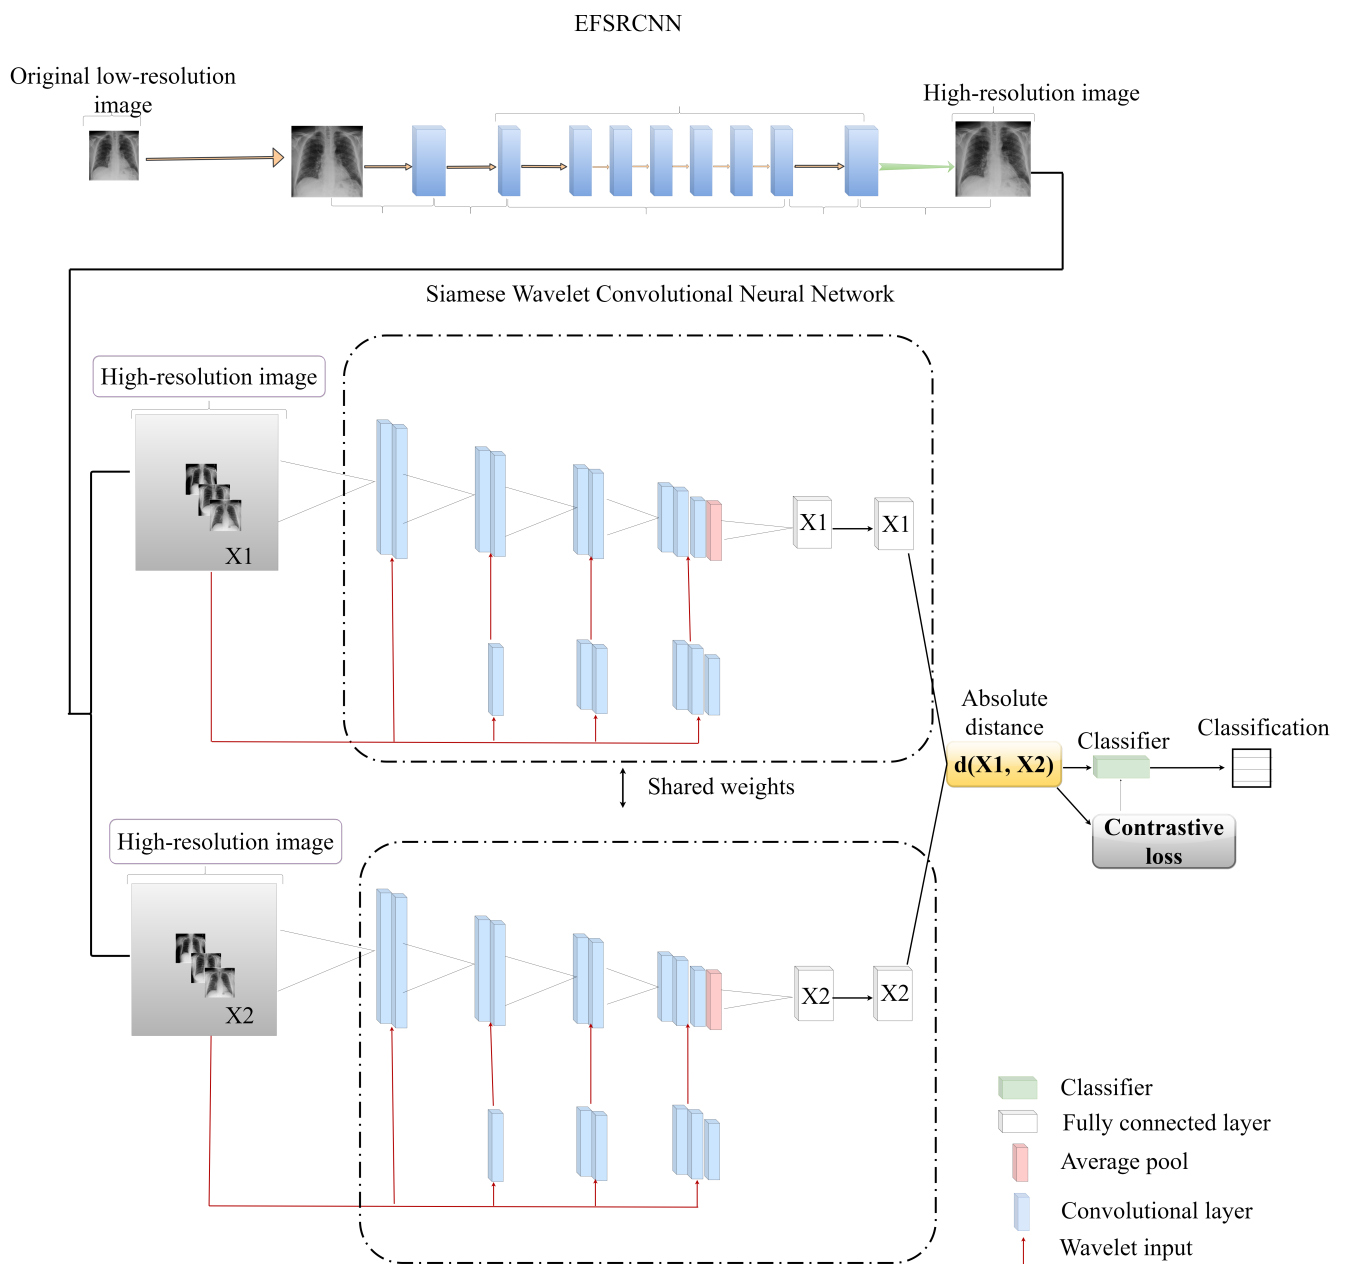 EFSRCNN
Original low-resolution
image
High-resolution image
Siamese Wavelet Convolutional Neural Network
High-resolution image
X1
X1
X1
Absolute
distance
d(X1, X2)
Classifier
Classification
Shared weights
Contrastive
loss
High-resolution image
X2
X2
X2
Classifier
Fully connected layer
Average pool
Convolutional layer
Wavelet input